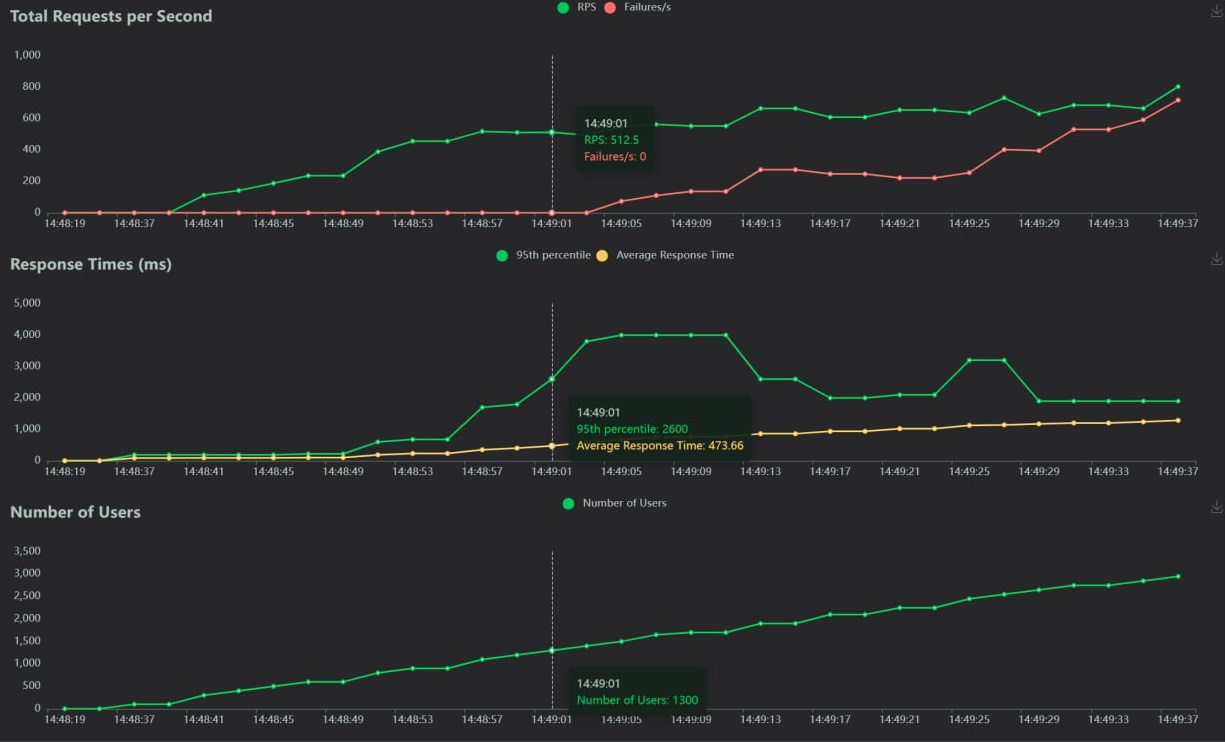 Total Requests per Second
RPS Failures/s
1,000
800
600
400
200
0
14:49:01
RPS: 512.5
Failures/s: 0
14:48:19 14:48:37 14:48:41 14:48:45 14:48:49 14:48:53 14:48:57 14:49:01 14:49:05 14:49:09 14:49:13 14:49:17 14:49:21 14:49:25 14:49:29 14:49:33 14:49:37
Response Times (ms)
95th percentile Average Response Time
5,000
4,000
3,000
2,000
1,000
0
14:49:01
95th percentile: 2600
Average Response Time: 473.66
14:48:19 14:48:37 14:48:41 14:48:45 14:48:49 14:48:53 14:48:57 14:49:01 14:49:05 14:49:09 14:49:13 14:49:17 14:49:21 14:49:25 14:49:29 14:49:33 14:49:37
Number of Users
Number of Users
3,500
3,000
2,500
2,000
1,500
1,000
500
0
14:49:01
Number of Users: 1300
14:48:19 14:48:37 14:48:41 14:48:45 14:48:49 14:48:53 14:48:57 14:49:01 14:49:05 14:49:09 14:49:13 14:49:17 14:49:21 14:49:25 14:49:29 14:49:33 14:49:37